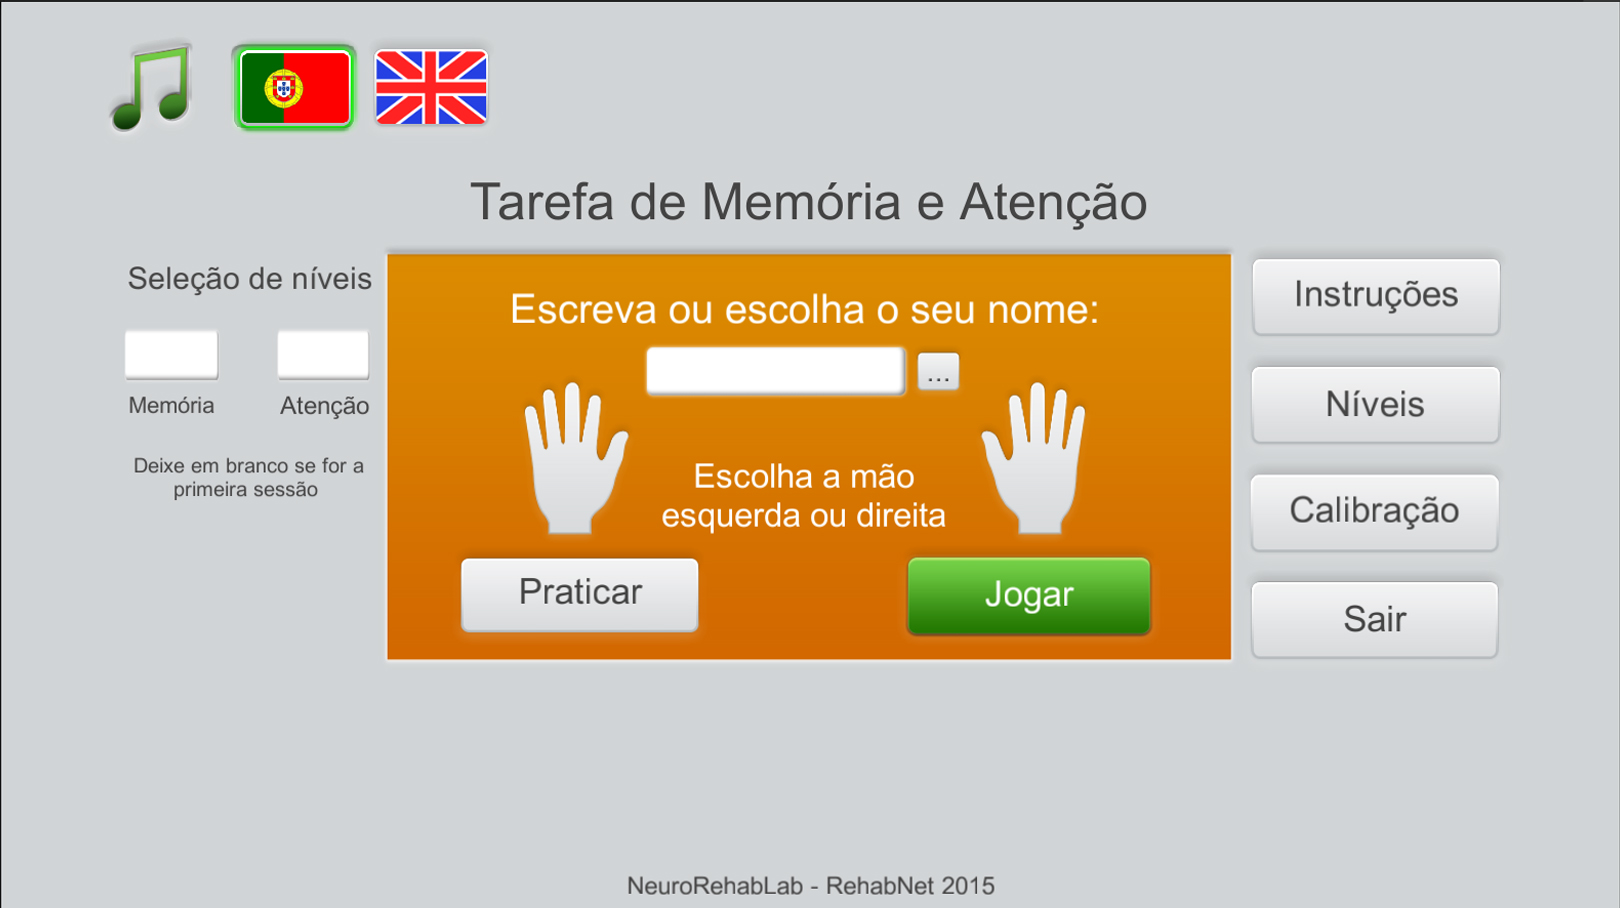 Tarefa de Memória e Atenção
Seleção de níveis
Memória
Atenção
Deixe em branco se for a
primeira sessão
Escreva ou escolha o seu nome:
...
Escolha a mão
esquerda ou direita
Praticar
Jogar
Instruções
Níveis
Calibração
Sair
NeuroRehabLab - RehabNet 2015